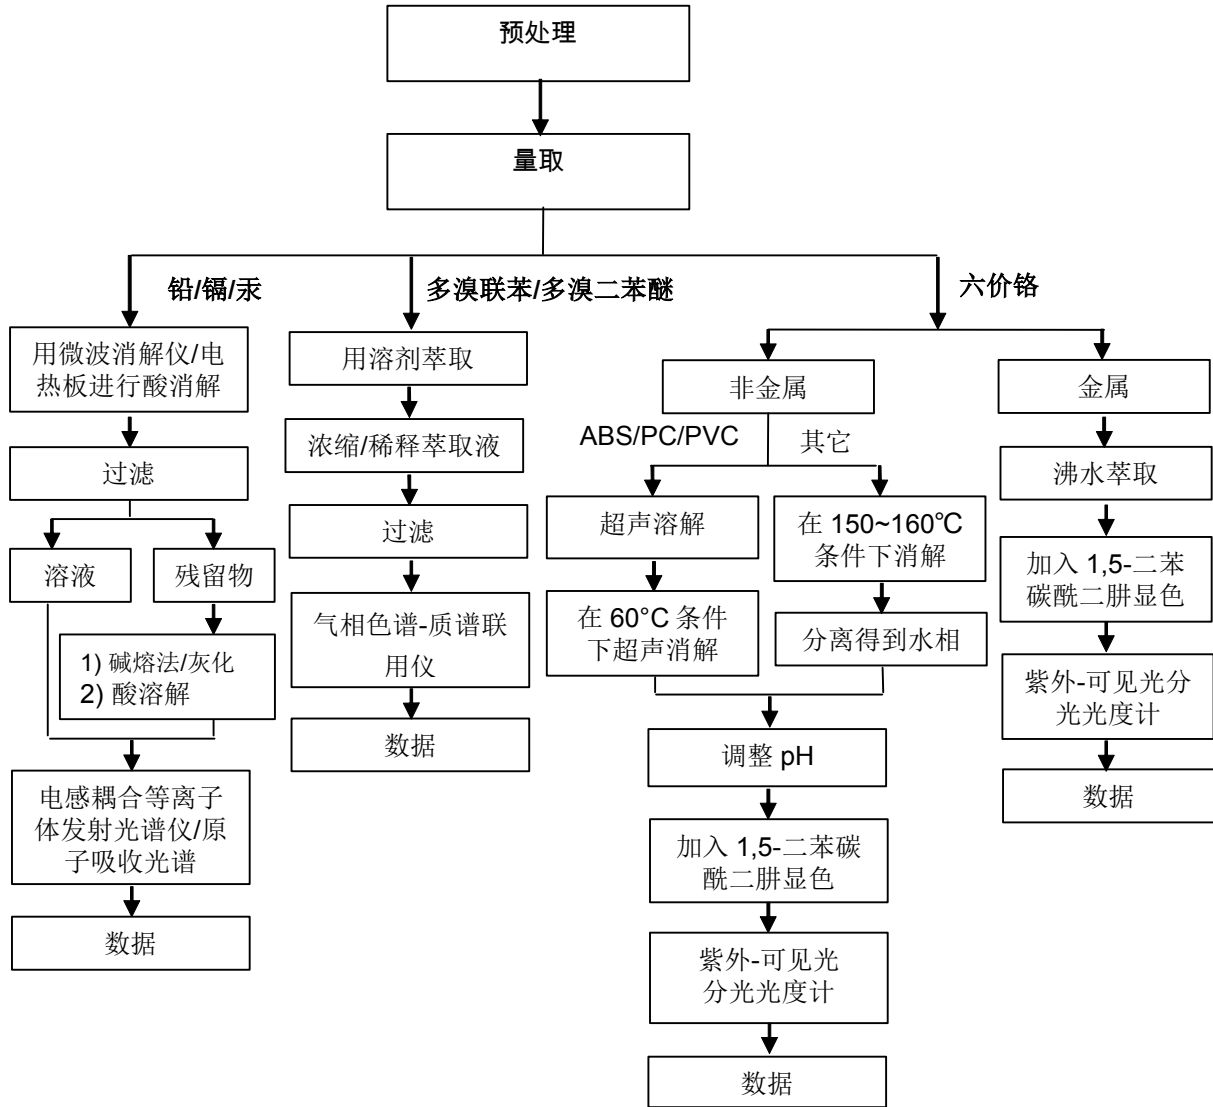 预处理
量取
铅/镉/汞
多溴联苯/多溴二苯醚
六价铬
用微波消解仪/电
热板进行酸消解
过滤
溶液
残留物
1) 碱熔法/灰化
2) 酸溶解
电感耦合等离子
体发射光谱仪/原
子吸收光谱
数据
用溶剂萃取
浓缩/稀释萃取液
过滤
气相色谱-质谱联
用仪
数据
非金属
ABS/PC/PVC
其它
超声溶解
在 60°C 条件
下超声消解
在 150~160℃
条件下消解
分离得到水相
调整 pH
加入 1,5-二苯碳
酰二肼显色
紫外-可见光
分光光度计
数据
金属
沸水萃取
加入 1,5-二苯
碳酰二肼显色
紫外-可见光分
光光度计
数据